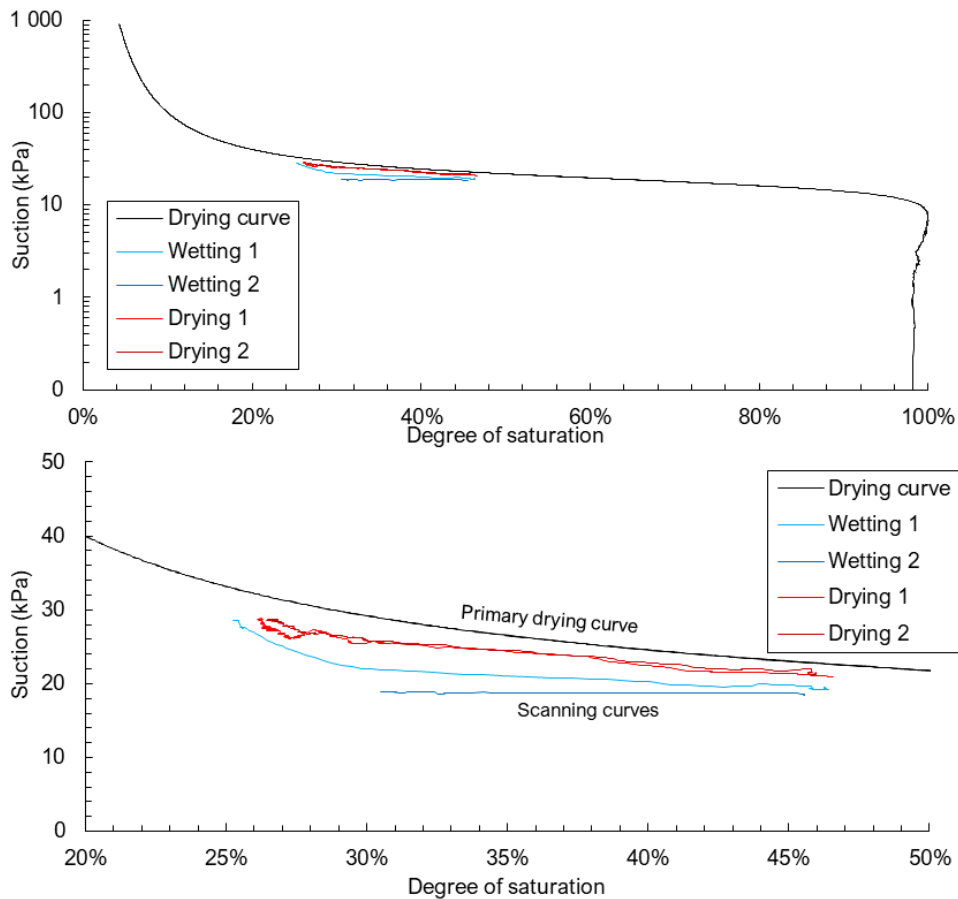 1 000
100
10
1
0
Suction (kPa)
Drying curve
Wetting 1
Wetting 2
Drying 1
Drying 2
0% 20% 40% 60% 80% 100%
Degree of saturation
50
40
30
20
10
0
Suction (kPa)
Drying curve
Wetting 1
Wetting 2
Drying 1
Drying 2
Primary drying curve
Scanning curves
20% 25% 30% 35% 40% 45% 50%
Degree of saturation